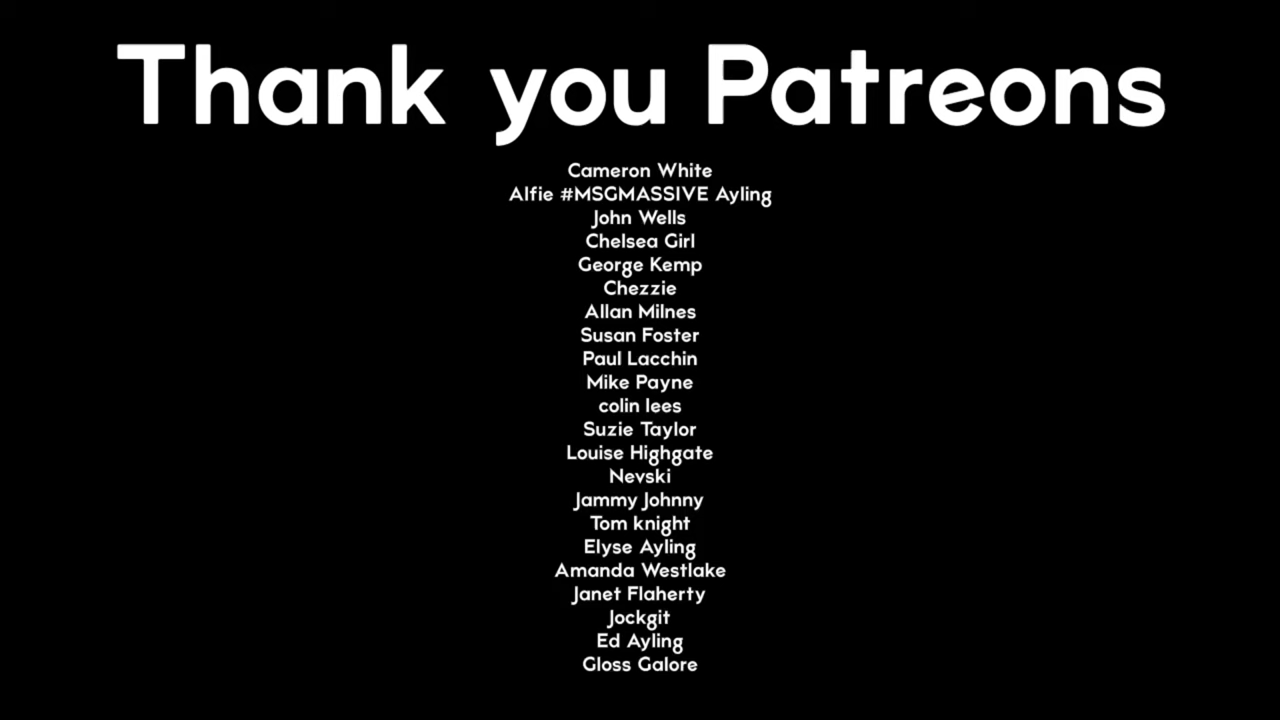 Thank you Patreons
Cameron White
Alfie #MSGMASSIVE Ayling
John Wells
Chelsea Girl
George Kemp
Chezzie
Allan Milnes
Susan Foster
Paul Lacchin
Mike Payne
colin lees
Suzie Taylor
Louise Highgate
Nevski
Jammy Johnny
Tom knight
Elyse Ayling
Amanda Westlake
Janet Flaherty
Jockgit
Ed Ayling
Gloss Galore